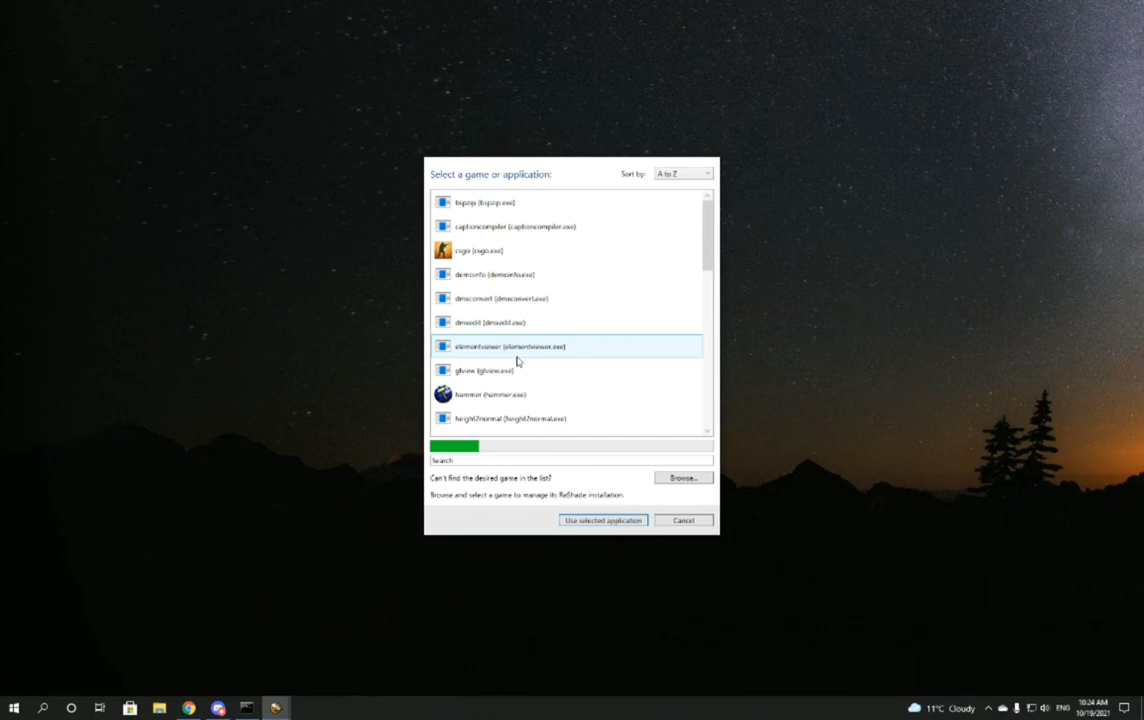 Select a game or application:
Sort by: A to Z
bspzip (bspzip.exe)
captioncompiler (captioncompiler.exe)
csgo (csgo.exe)
demoinfo (demoinfo.exe)
dmxconvert (dmxconvert.exe)
dmxedit (dmxedit.exe)
elementviewer (elementviewer.exe)
glview (glview.exe)
hammer (hammer.exe)
height2normal (height2normal.exe)
Search
Can't find the desired game in the list? Browse...
Browse and select a game to manage its ReShade installation.
Use selected application Cancel
11°C Cloudy ENG 10:24 AM
10/19/2021